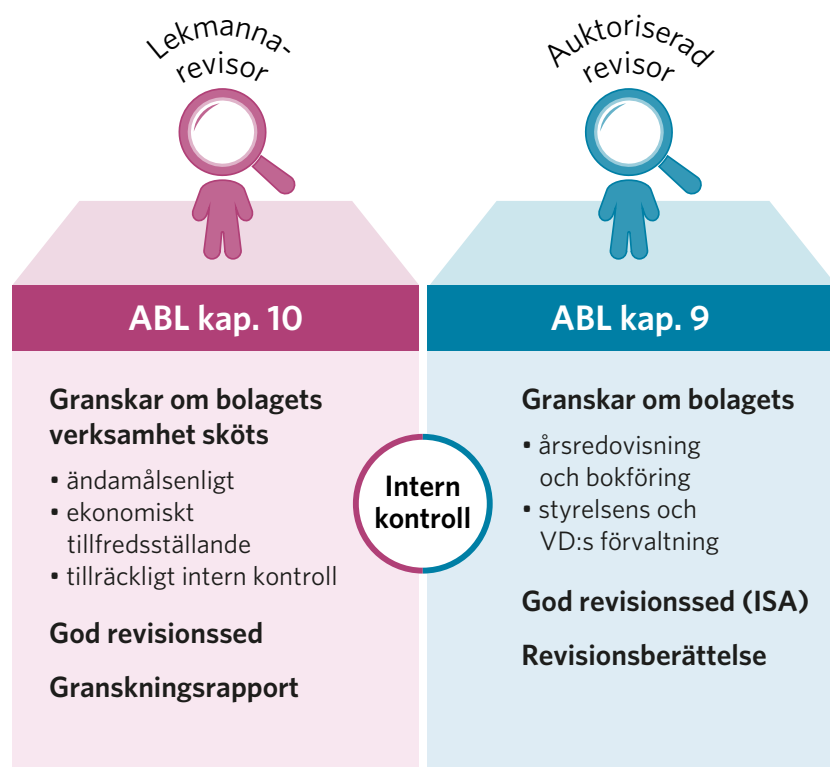 Lekmanna-
revisor
ABL kap. 10
Granskar om bolagets
verksamhet sköts
• ändamålsenligt
• ekonomiskt
tillfredsställande
• tillräckligt intern kontroll
God revisionssed
Granskningsrapport
Intern
kontroll
Auktoriserad
revisor
ABL kap. 9
Granskar om bolagets
• årsredovisning
och bokföring
• styrelsens och
VD:s förvaltning
God revisionssed (ISA)
Revisionsberättelse